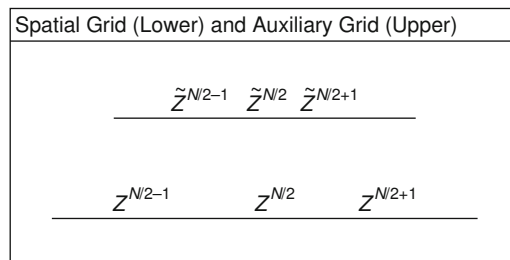 Spatial Grid (Lower) and Auxiliary Grid (Upper)
Z̃^{N/2–1} Z̃^{N/2} Z̃^{N/2+1}
Z^{N/2–1} Z^{N/2} Z^{N/2+1}